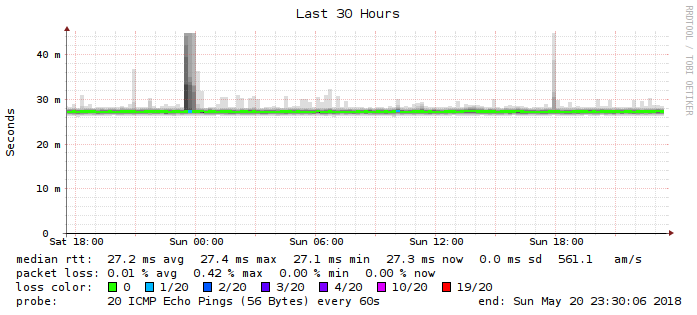 Last 30 Hours
RRDTOOL / TOBI OETIKER
Seconds
40 m
30 m
20 m
10 m
0
Sat 18:00 Sun 00:00 Sun 06:00 Sun 12:00 Sun 18:00
median rtt: 27.2 ms avg 27.4 ms max 27.1 ms min 27.3 ms now 0.0 ms sd 561.1 am/s
packet loss: 0.01 % avg 0.42 % max 0.00 % min 0.00 % now
loss color: 0 1/20 2/20 3/20 4/20 10/20 19/20
probe: 20 ICMP Echo Pings (56 Bytes) every 60s end: Sun May 20 23:30:06 2018